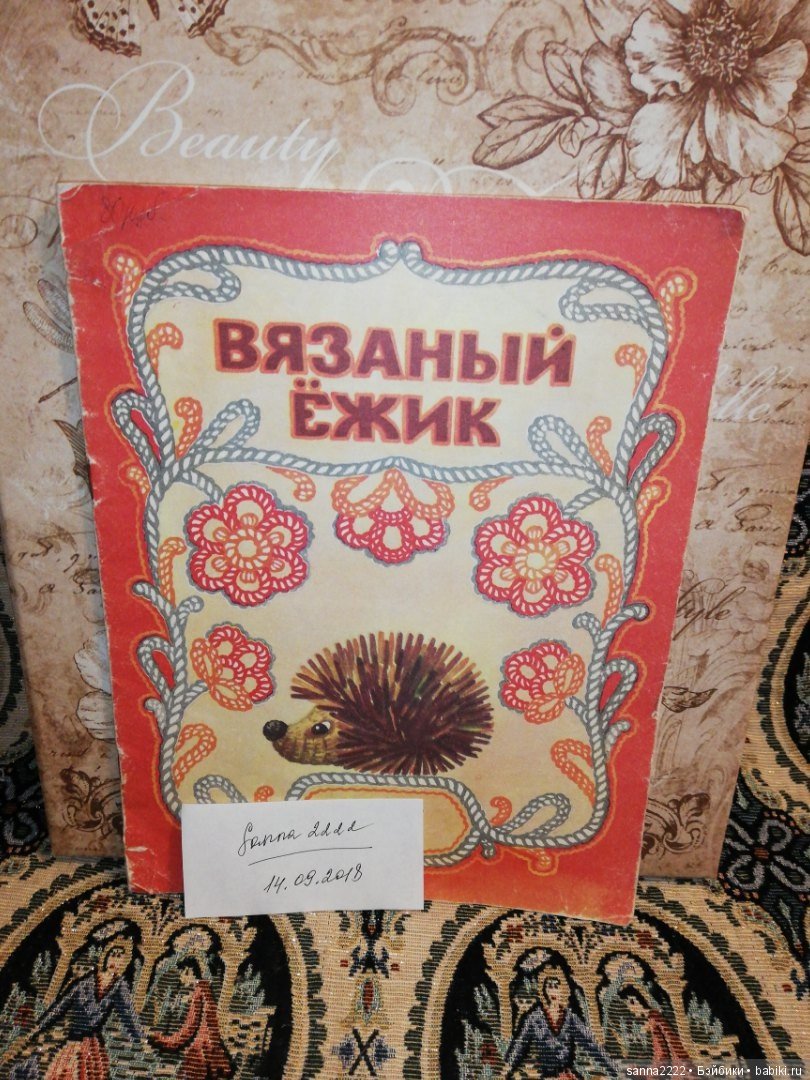 Beauty
ВЯЗАНЫЙ
ЁЖИК
Sanna 2222
14.09.2018
sanna2222 • Бэйбики • babiki.ru